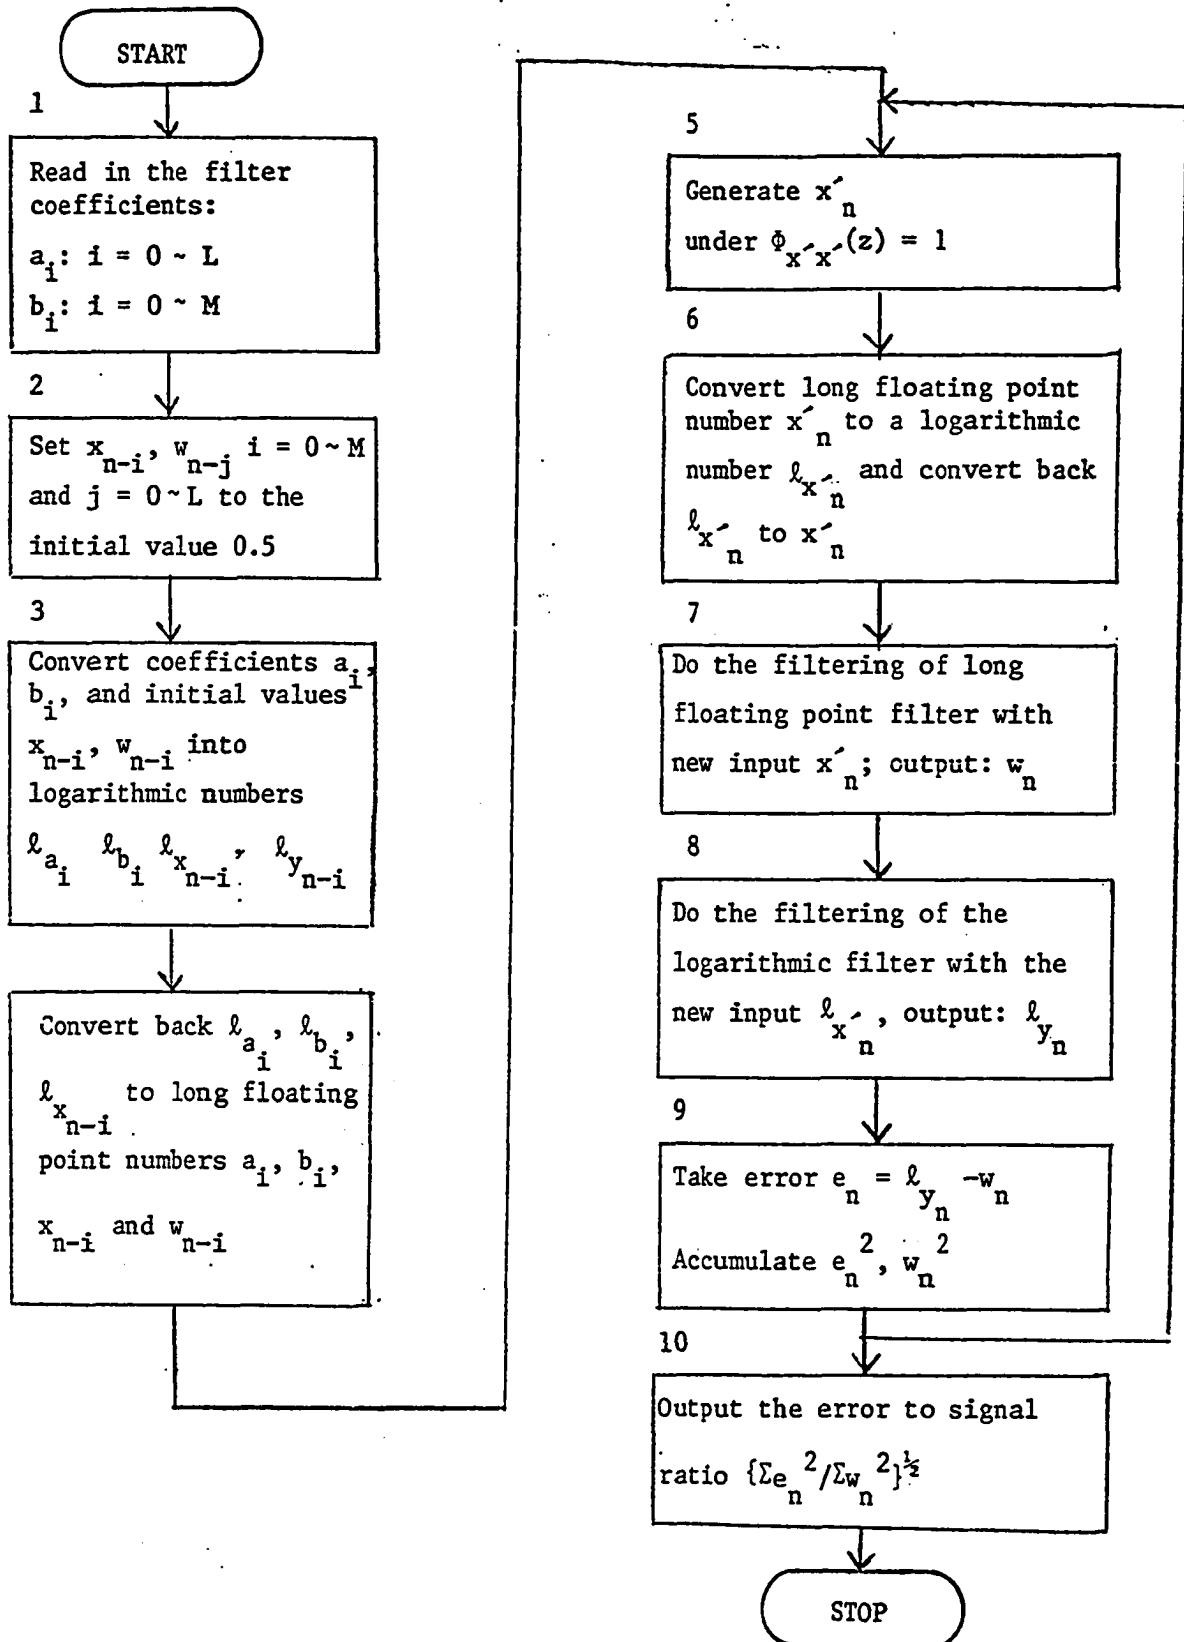 START
1
Read in the filter
coefficients:
a_i: i = 0 ~ L
b_i: i = 0 ~ M
2
Set x_{n-i}, w_{n-j} i = 0 ~ M
and j = 0 ~ L to the
initial value 0.5
3
Convert coefficients a_i,
b_i, and initial values
x_{n-i}, w_{n-i} into
logarithmic numbers
ℓ_{a_i} ℓ_{b_i} ℓ_{x_{n-i}}, ℓ_{y_{n-i}}
Convert back ℓ_{a_i}, ℓ_{b_i},
ℓ_{x_{n-i}} to long floating
point numbers a_i, b_i,
x_{n-i} and w_{n-i}
5
Generate x´_n
under Φ_{x´x´}(z) = 1
6
Convert long floating point
number x´_n to a logarithmic
number ℓ_{x´_n} and convert back
ℓ_{x´_n} to x´_n
7
Do the filtering of long
floating point filter with
new input x´_n; output: w_n
8
Do the filtering of the
logarithmic filter with the
new input ℓ_{x´_n}, output: ℓ_{y_n}
9
Take error e_n = ℓ_{y_n} -w_n
Accumulate e_n^2, w_n^2
10
Output the error to signal
ratio {Σe_n^2/Σw_n^2}^½
STOP